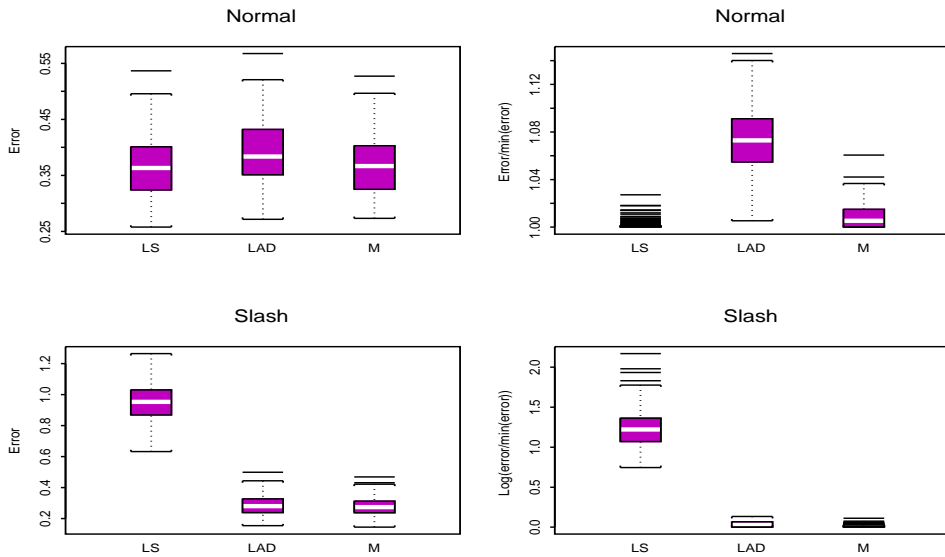 Normal
Error
0.55
0.45
0.35
0.25
LS
LAD
M
Normal
Error/min(error)
1.12
1.08
1.04
1.00
LS
LAD
M
Slash
Error
1.2
1.0
0.8
0.6
0.4
0.2
LS
LAD
M
Slash
Log(error/min(error))
2.0
1.5
1.0
0.5
0.0
LS
LAD
M